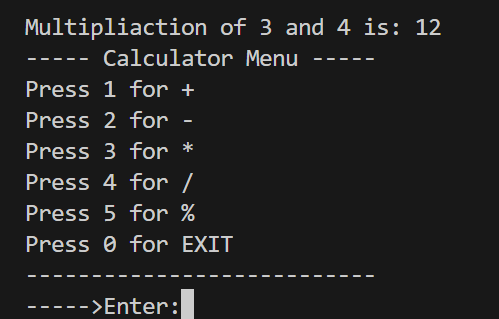 Multipliaction of 3 and 4 is: 12
----- Calculator Menu -----
Press 1 for +
Press 2 for -
Press 3 for *
Press 4 for /
Press 5 for %
Press 0 for EXIT
---------------------------
----->Enter: